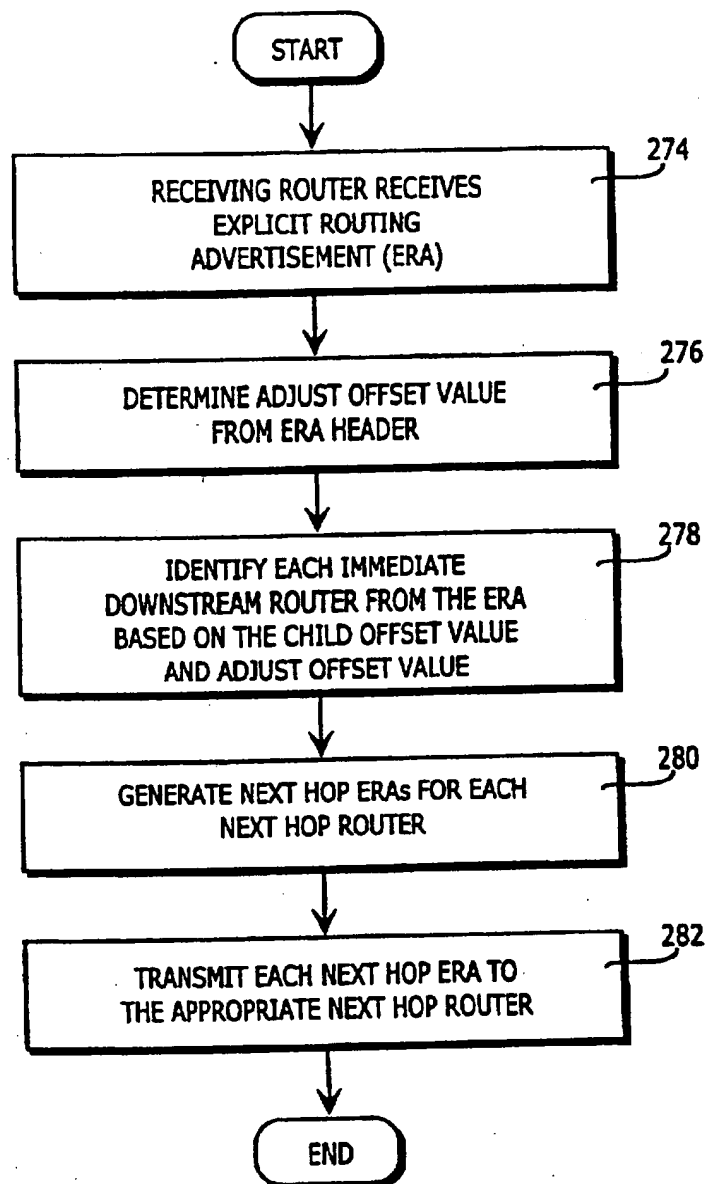 START
274
RECEIVING ROUTER RECEIVES
EXPLICIT ROUTING
ADVERTISEMENT (ERA)
276
DETERMINE ADJUST OFFSET VALUE
FROM ERA HEADER
278
IDENTIFY EACH IMMEDIATE
DOWNSTREAM ROUTER FROM THE ERA
BASED ON THE CHILD OFFSET VALUE
AND ADJUST OFFSET VALUE
280
GENERATE NEXT HOP ERAs FOR EACH
NEXT HOP ROUTER
282
TRANSMIT EACH NEXT HOP ERA TO
THE APPROPRIATE NEXT HOP ROUTER
END